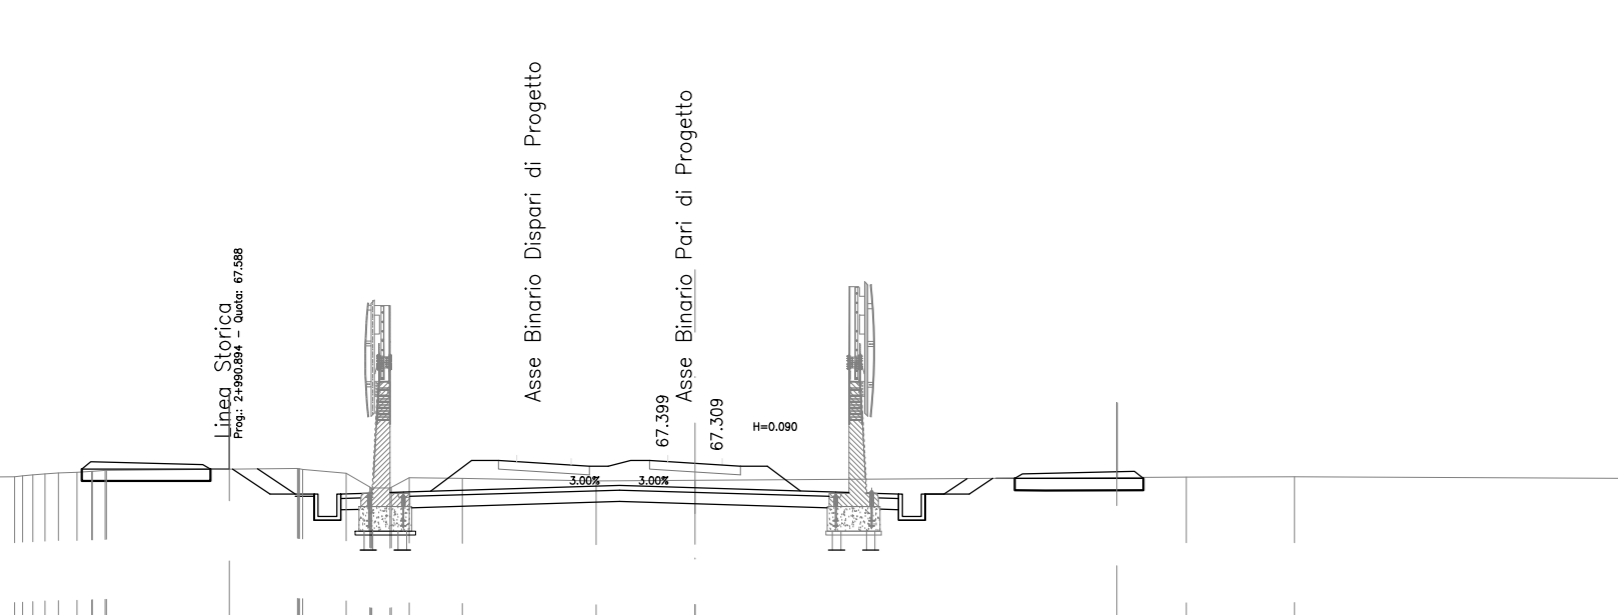 Linea Storica
Prog.: 2+990.894 - Quota: 67.588
Asse Binario Dispari di Progetto
Asse Binario Pari di Progetto
67.399
67.309
H=0.090
3.00%
3.00%